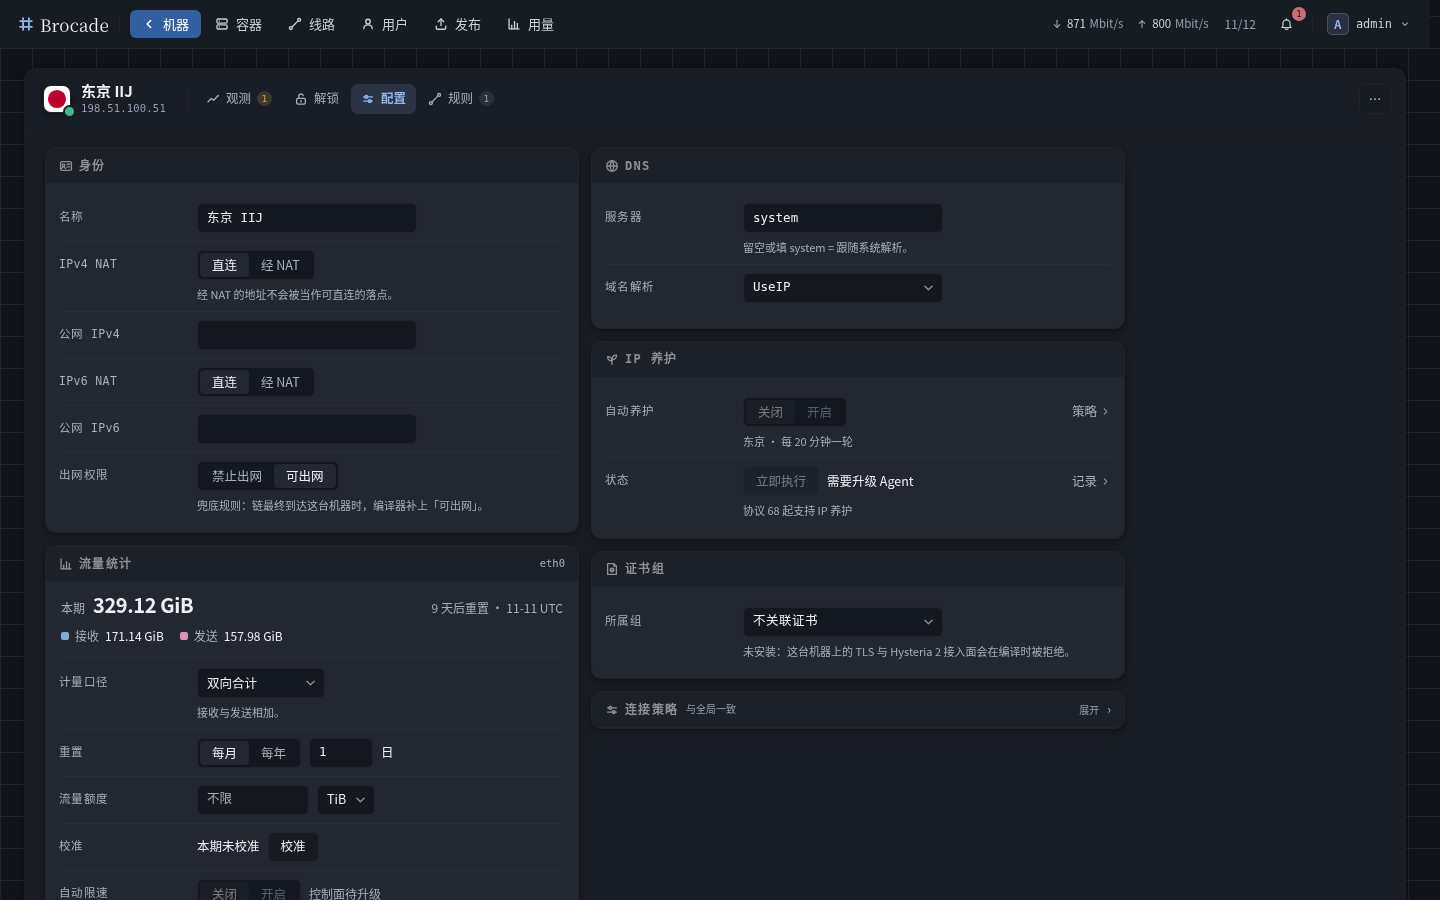 Brocade
机器
容器
线路
用户
发布
用量
871 Mbit/s
800 Mbit/s
11/12
1
A
admin
东京 IIJ
198.51.100.51
观测
1
解锁
配置
规则
1
身份
名称
东京 IIJ
IPv4 NAT
直连
经 NAT
经 NAT 的地址不会被当作可直连的落点。
公网 IPv4
IPv6 NAT
直连
经 NAT
公网 IPv6
出网权限
禁止出网
可出网
兜底规则：链最终到达这台机器时，编译器补上「可出网」。
流量统计
eth0
本期 329.12 GiB
9 天后重置 · 11-11 UTC
接收 171.14 GiB
发送 157.98 GiB
计量口径
双向合计
接收与发送相加。
重置
每月
每年
1
日
流量额度
不限
TiB
校准
本期未校准
校准
自动限速
关闭
开启
控制面待升级
DNS
服务器
system
留空或填 system = 跟随系统解析。
域名解析
UseIP
IP 养护
自动养护
关闭
开启
策略
东京 · 每 20 分钟一轮
状态
立即执行
需要升级 Agent
记录
协议 68 起支持 IP 养护
证书组
所属组
不关联证书
未安装：这台机器上的 TLS 与 Hysteria 2 接入面会在编译时被拒绝。
连接策略
与全局一致
展开